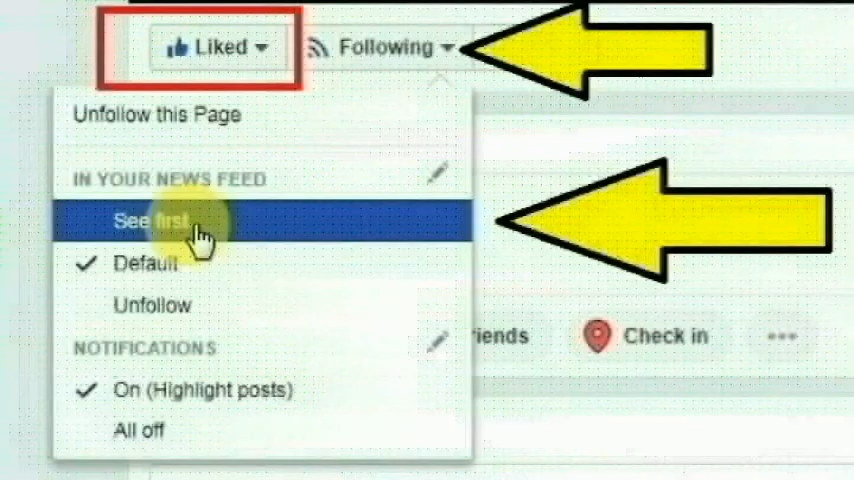 Liked Following
Unfollow this Page
IN YOUR NEWS FEED
See first
Default
Unfollow
riends Check in
NOTIFICATIONS
On (Highlight posts)
All off